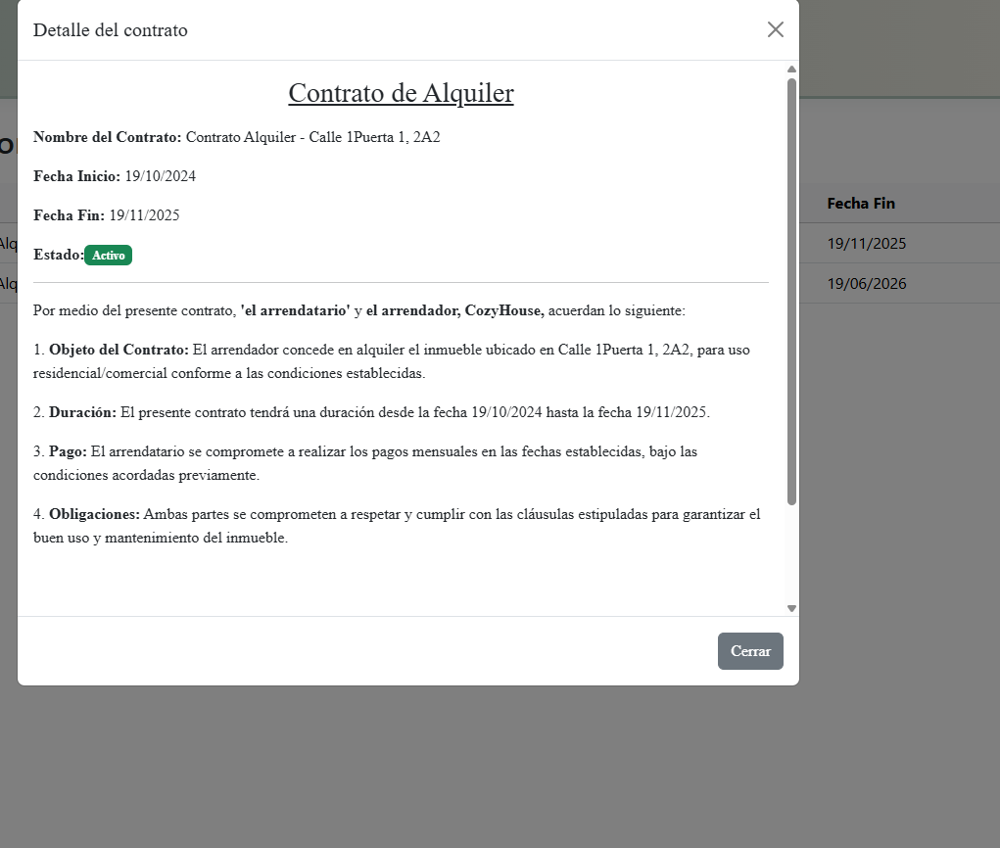 Detalle del contrato
Contrato de Alquiler
Nombre del Contrato: Contrato Alquiler - Calle 1Puerta 1, 2A2
Fecha Inicio: 19/10/2024
Fecha Fin: 19/11/2025
Estado: Activo
Por medio del presente contrato, 'el arrendatario' y el arrendador, CozyHouse, acuerdan lo siguiente:
1. Objeto del Contrato: El arrendador concede en alquiler el inmueble ubicado en Calle 1Puerta 1, 2A2, para uso
residencial/comercial conforme a las condiciones establecidas.
2. Duración: El presente contrato tendrá una duración desde la fecha 19/10/2024 hasta la fecha 19/11/2025.
3. Pago: El arrendatario se compromete a realizar los pagos mensuales en las fechas establecidas, bajo las
condiciones acordadas previamente.
4. Obligaciones: Ambas partes se comprometen a respetar y cumplir con las cláusulas estipuladas para garantizar el
buen uso y mantenimiento del inmueble.
Cerrar
Fecha Fin
Alq
19/11/2025
Alq
19/06/2026